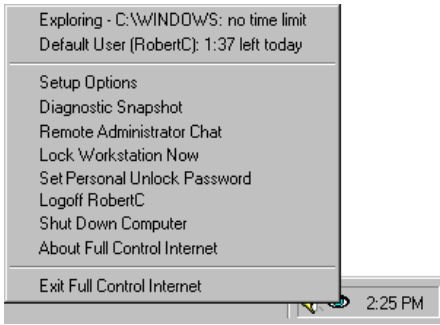 Exploring - C:\WINDOWS: no time limit
Default User (RobertC): 1:37 left today
Setup Options
Diagnostic Snapshot
Remote Administrator Chat
Lock Workstation Now
Set Personal Unlock Password
Logoff RobertC
Shut Down Computer
About Full Control Internet
Exit Full Control Internet
2:25 PM